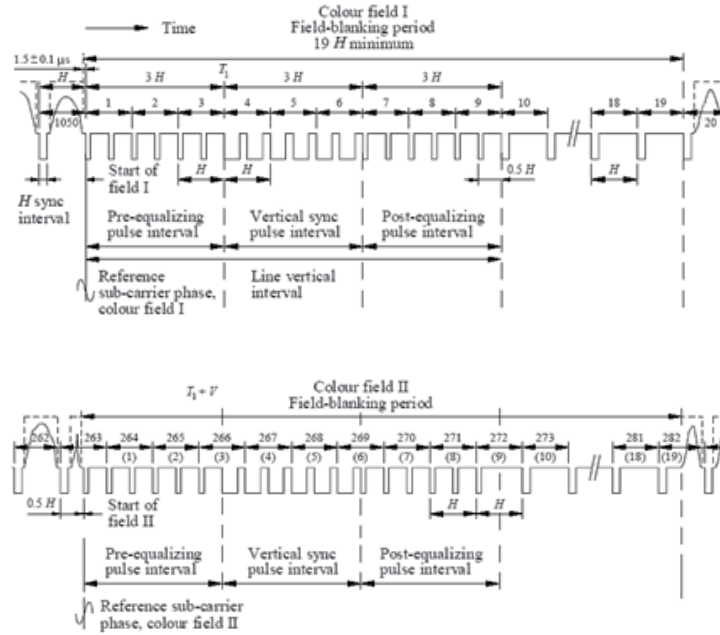 Colour field I
Time
Field-blanking period
19 H minimum
1.5±0.1 µs
H
3 H
T₁
3 H
3 H
1 2 3 4 5 6 7 8 9 10 18 19
1050
20
Start of
field I
H
H
0.5 H
H
H sync
interval
Pre-equalizing
pulse interval
Vertical sync
pulse interval
Post-equalizing
pulse interval
Reference
sub-carrier phase,
colour field I
Line vertical
interval
T₁ + V
Colour field II
Field-blanking period
262 263 264 265 266 267 268 269 270 271 272 273 281 282
(1) (2) (3) (4) (5) (6) (7) (8) (9) (10) (18) (19)
0.5 H
Start of
field II
H
H
Pre-equalizing
pulse interval
Vertical sync
pulse interval
Post-equalizing
pulse interval
Reference sub-carrier
phase, colour field II